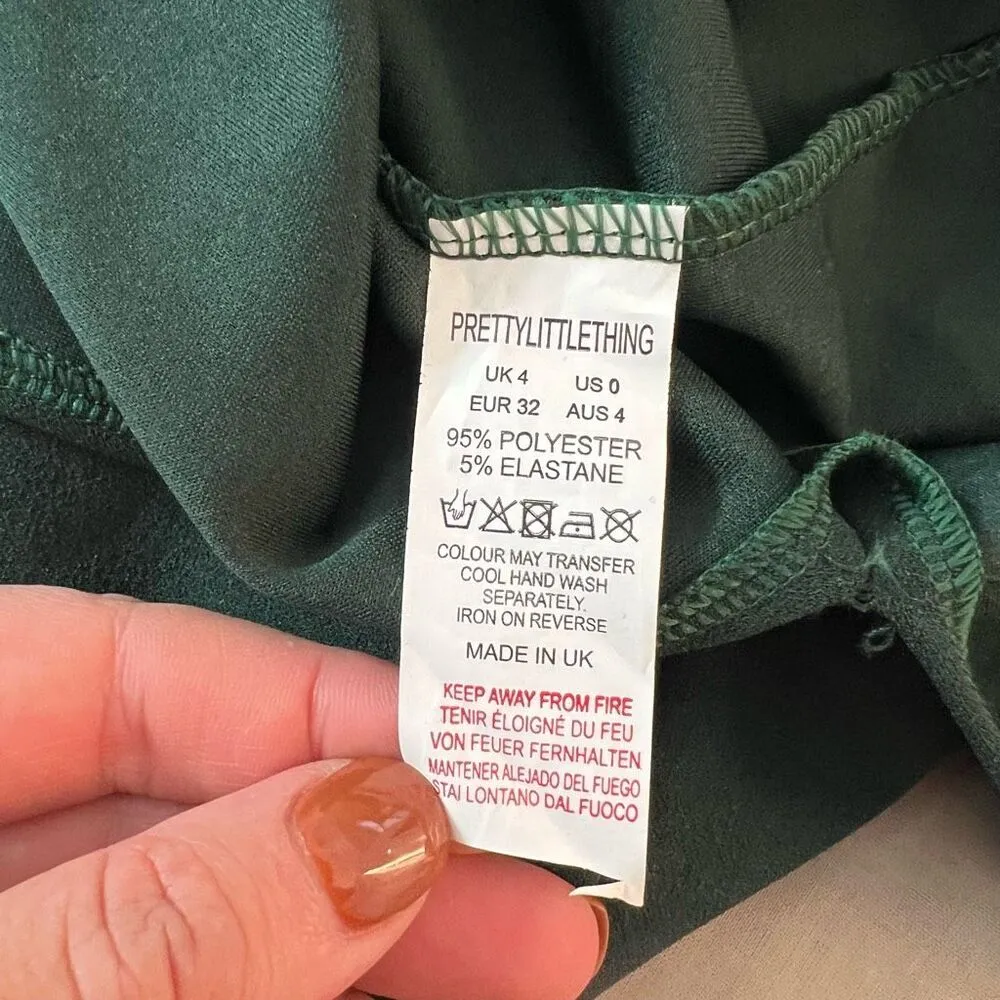 PRETTYLITTLETHING
UK 4 US 0
EUR 32 AUS 4
95% POLYESTER
5% ELASTANE
COLOUR MAY TRANSFER
COOL HAND WASH
SEPARATELY.
IRON ON REVERSE
MADE IN UK
KEEP AWAY FROM FIRE
TENIR ÉLOIGNÉ DU FEU
VON FEUER FERNHALTEN
MANTENER ALEJADO DEL FUEGO
STAI LONTANO DAL FUOCO